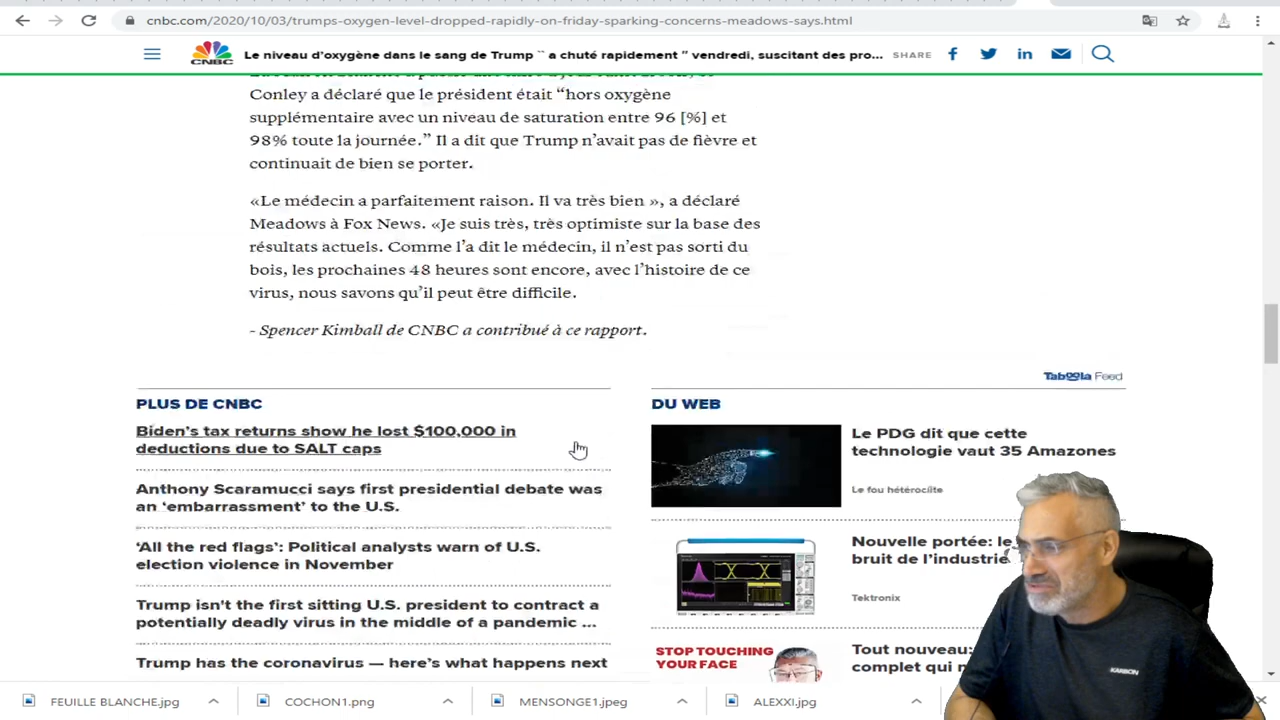 cnbc.com/2020/10/03/trumps-oxygen-level-dropped-rapidly-on-friday-sparking-concerns-meadows-says.html
CNBC
Le niveau d'oxygène dans le sang de Trump `` a chuté rapidement '' vendredi, suscitant des pro...
SHARE
Conley a déclaré que le président était “hors oxygène
supplémentaire avec un niveau de saturation entre 96 [%] et
98% toute la journée.” Il a dit que Trump n’avait pas de fièvre et
continuait de bien se porter.
«Le médecin a parfaitement raison. Il va très bien », a déclaré
Meadows à Fox News. «Je suis très, très optimiste sur la base des
résultats actuels. Comme l’a dit le médecin, il n’est pas sorti du
bois, les prochaines 48 heures sont encore, avec l’histoire de ce
virus, nous savons qu’il peut être difficile.
- Spencer Kimball de CNBC a contribué à ce rapport.
Taboola Feed
PLUS DE CNBC
Biden’s tax returns show he lost $100,000 in
deductions due to SALT caps
Anthony Scaramucci says first presidential debate was
an ‘embarrassment’ to the U.S.
‘All the red flags’: Political analysts warn of U.S.
election violence in November
Trump isn't the first sitting U.S. president to contract a
potentially deadly virus in the middle of a pandemic ...
Trump has the coronavirus — here’s what happens next
DU WEB
Le PDG dit que cette
technologie vaut 35 Amazones
Le fou hétéroclite
Nouvelle portée: le
bruit de l’industrie
Tektronix
STOP TOUCHING
YOUR FACE
Tout nouveau:
complet qui
KARBON
FEUILLE BLANCHE.jpg
COCHON1.png
MENSONGE1.jpeg
ALEXXI.jpg